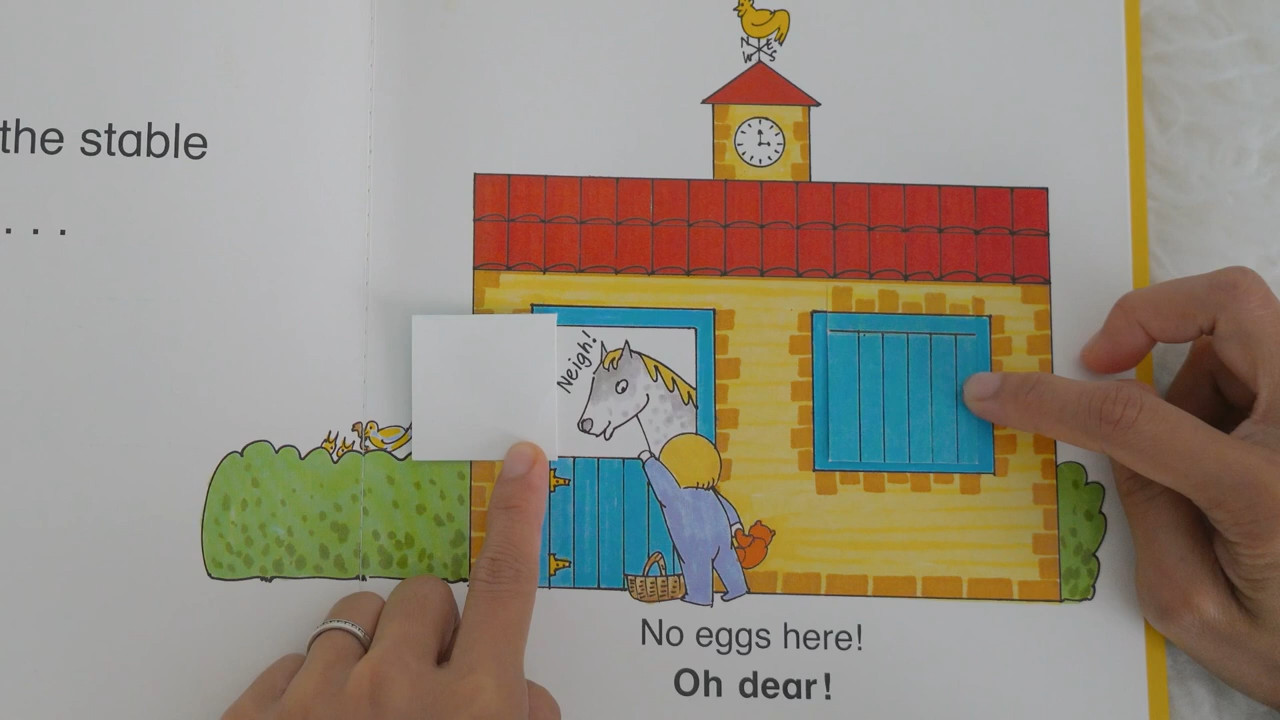 the stable
. . .
N E
W S
Neigh!
No eggs here!
Oh dear!